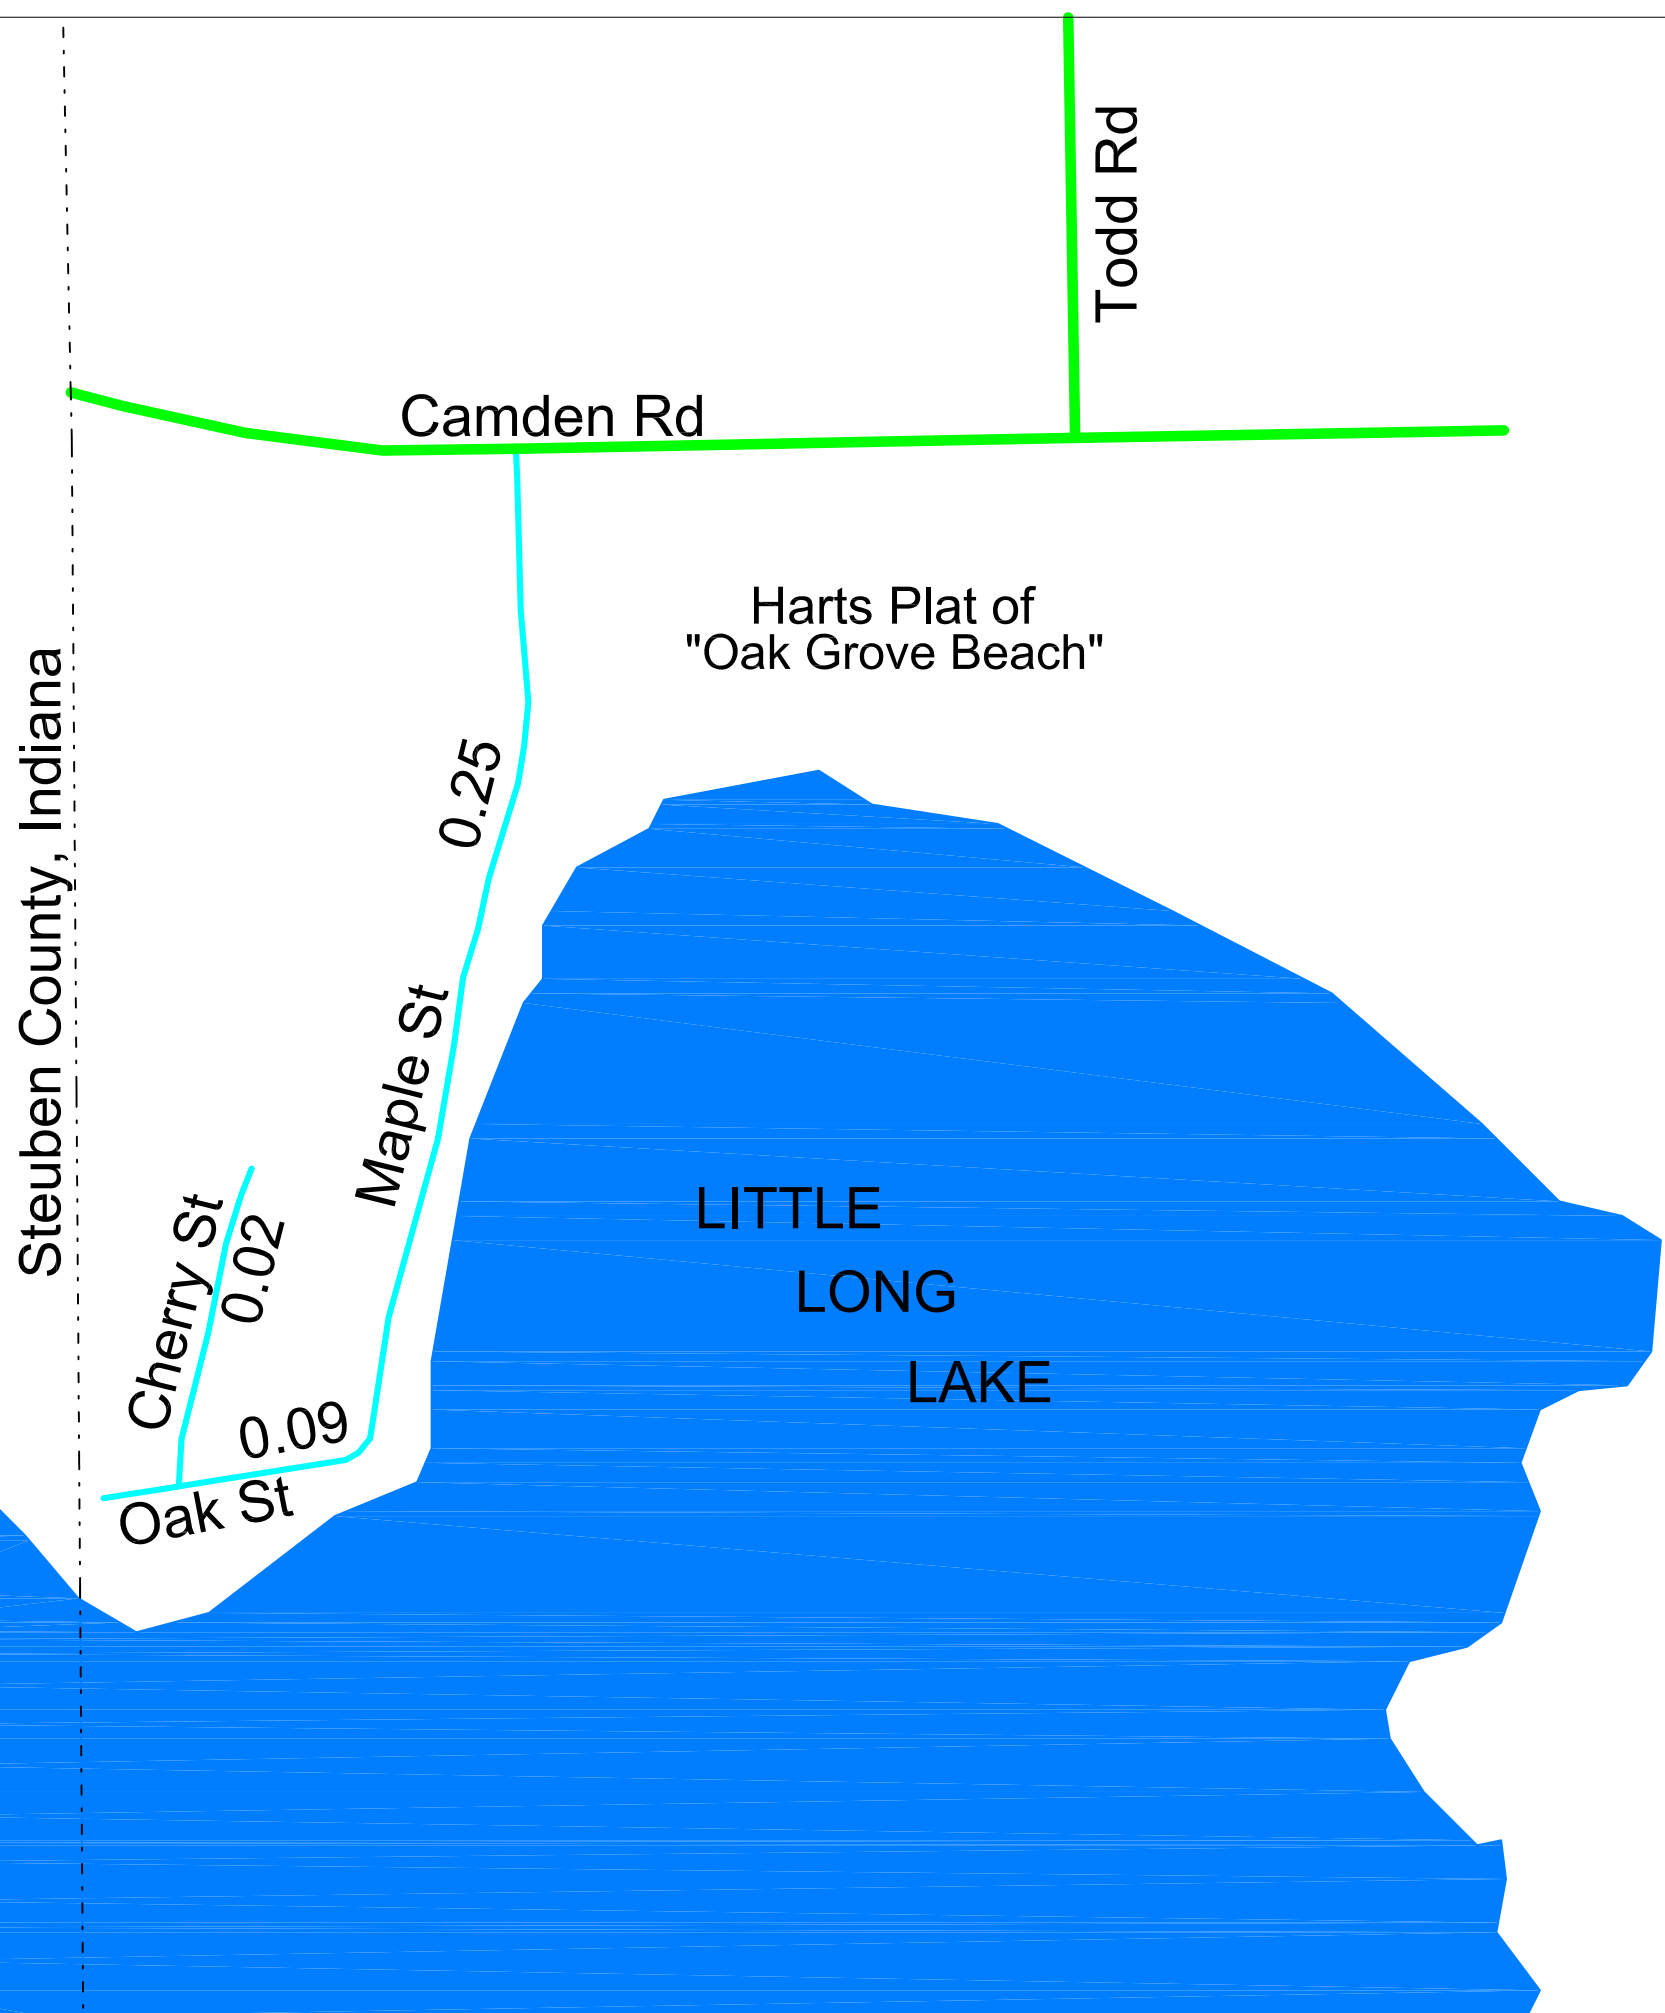 Todd Rd
Camden Rd
Harts Plat of
"Oak Grove Beach"
Steuben County, Indiana
0.25
Maple St
Cherry St
0.02
LITTLE
LONG
LAKE
0.09
Oak St